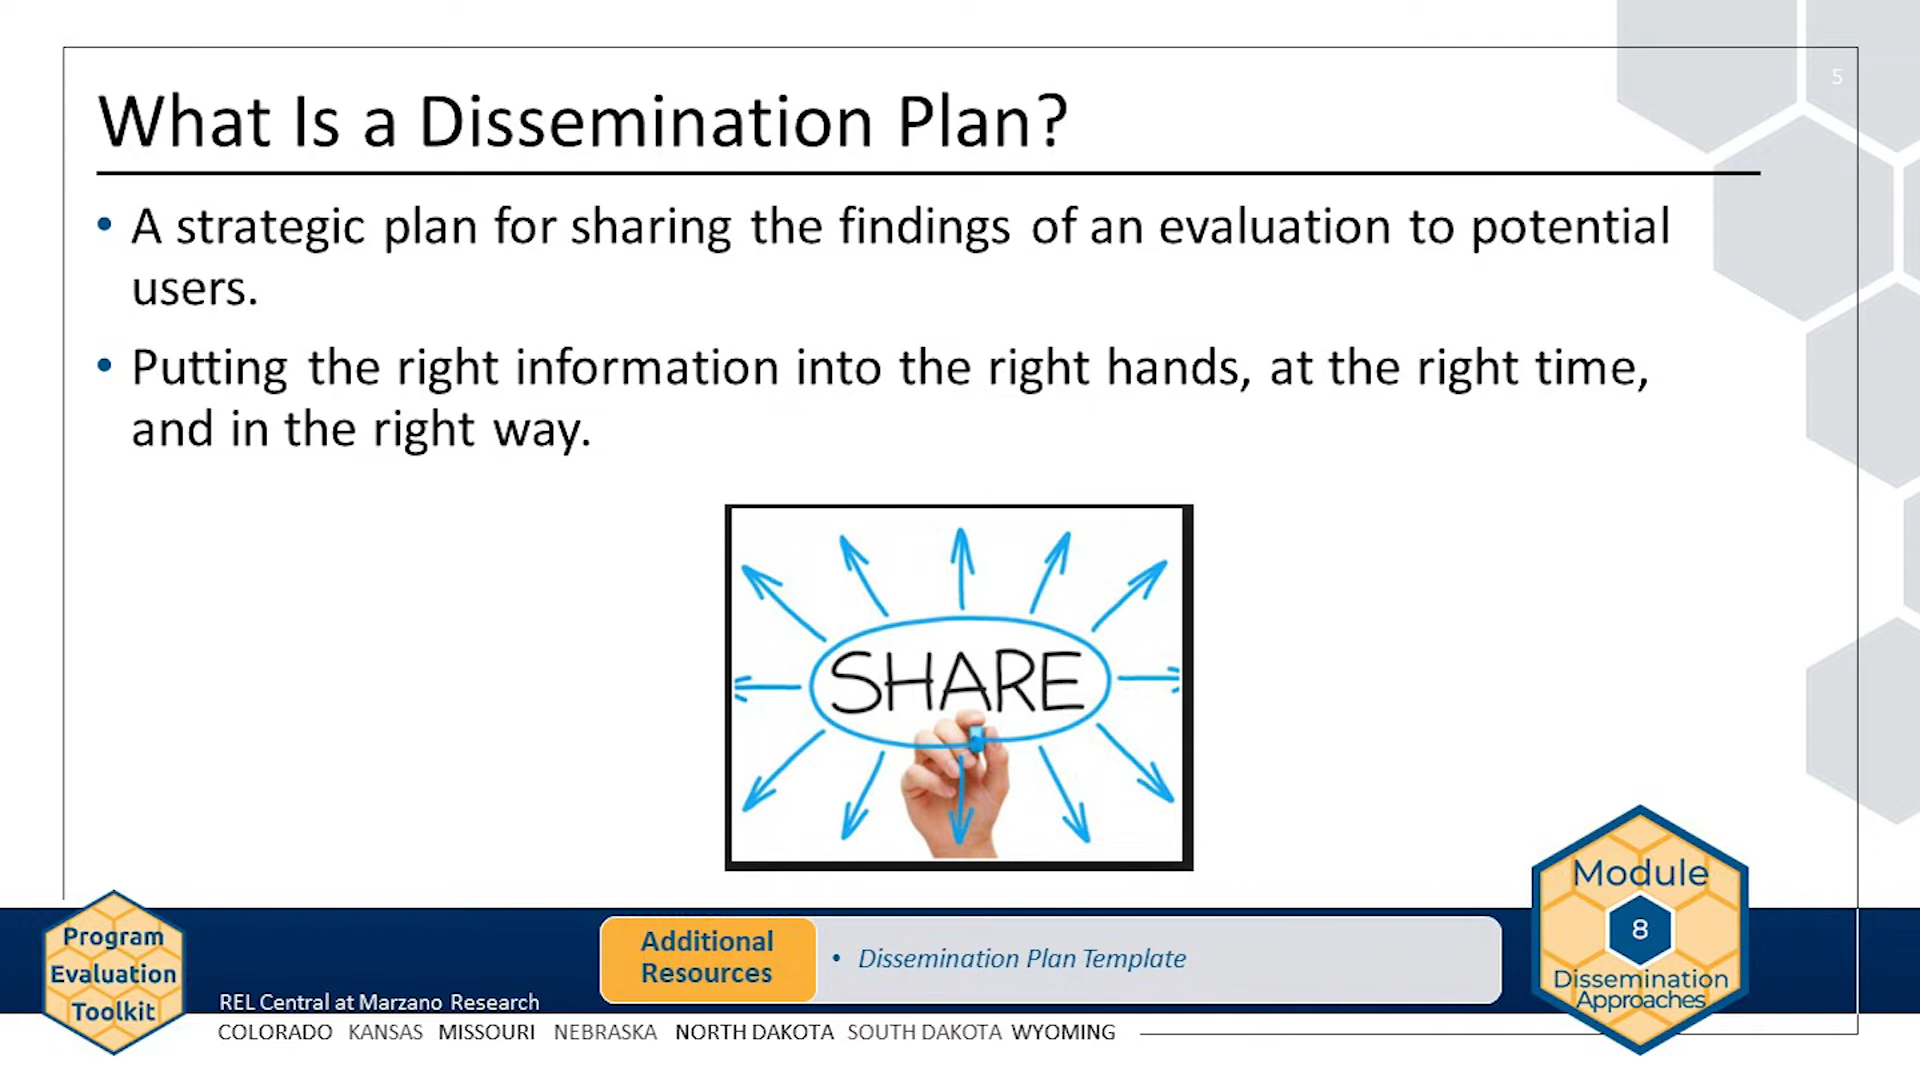 5
What Is a Dissemination Plan?
• A strategic plan for sharing the findings of an evaluation to potential
users.
• Putting the right information into the right hands, at the right time,
and in the right way.
SHARE
Program
Evaluation
Toolkit
REL Central at Marzano Research
COLORADO KANSAS MISSOURI NEBRASKA NORTH DAKOTA SOUTH DAKOTA WYOMING
Additional
Resources
• Dissemination Plan Template
Module
8
Dissemination
Approaches